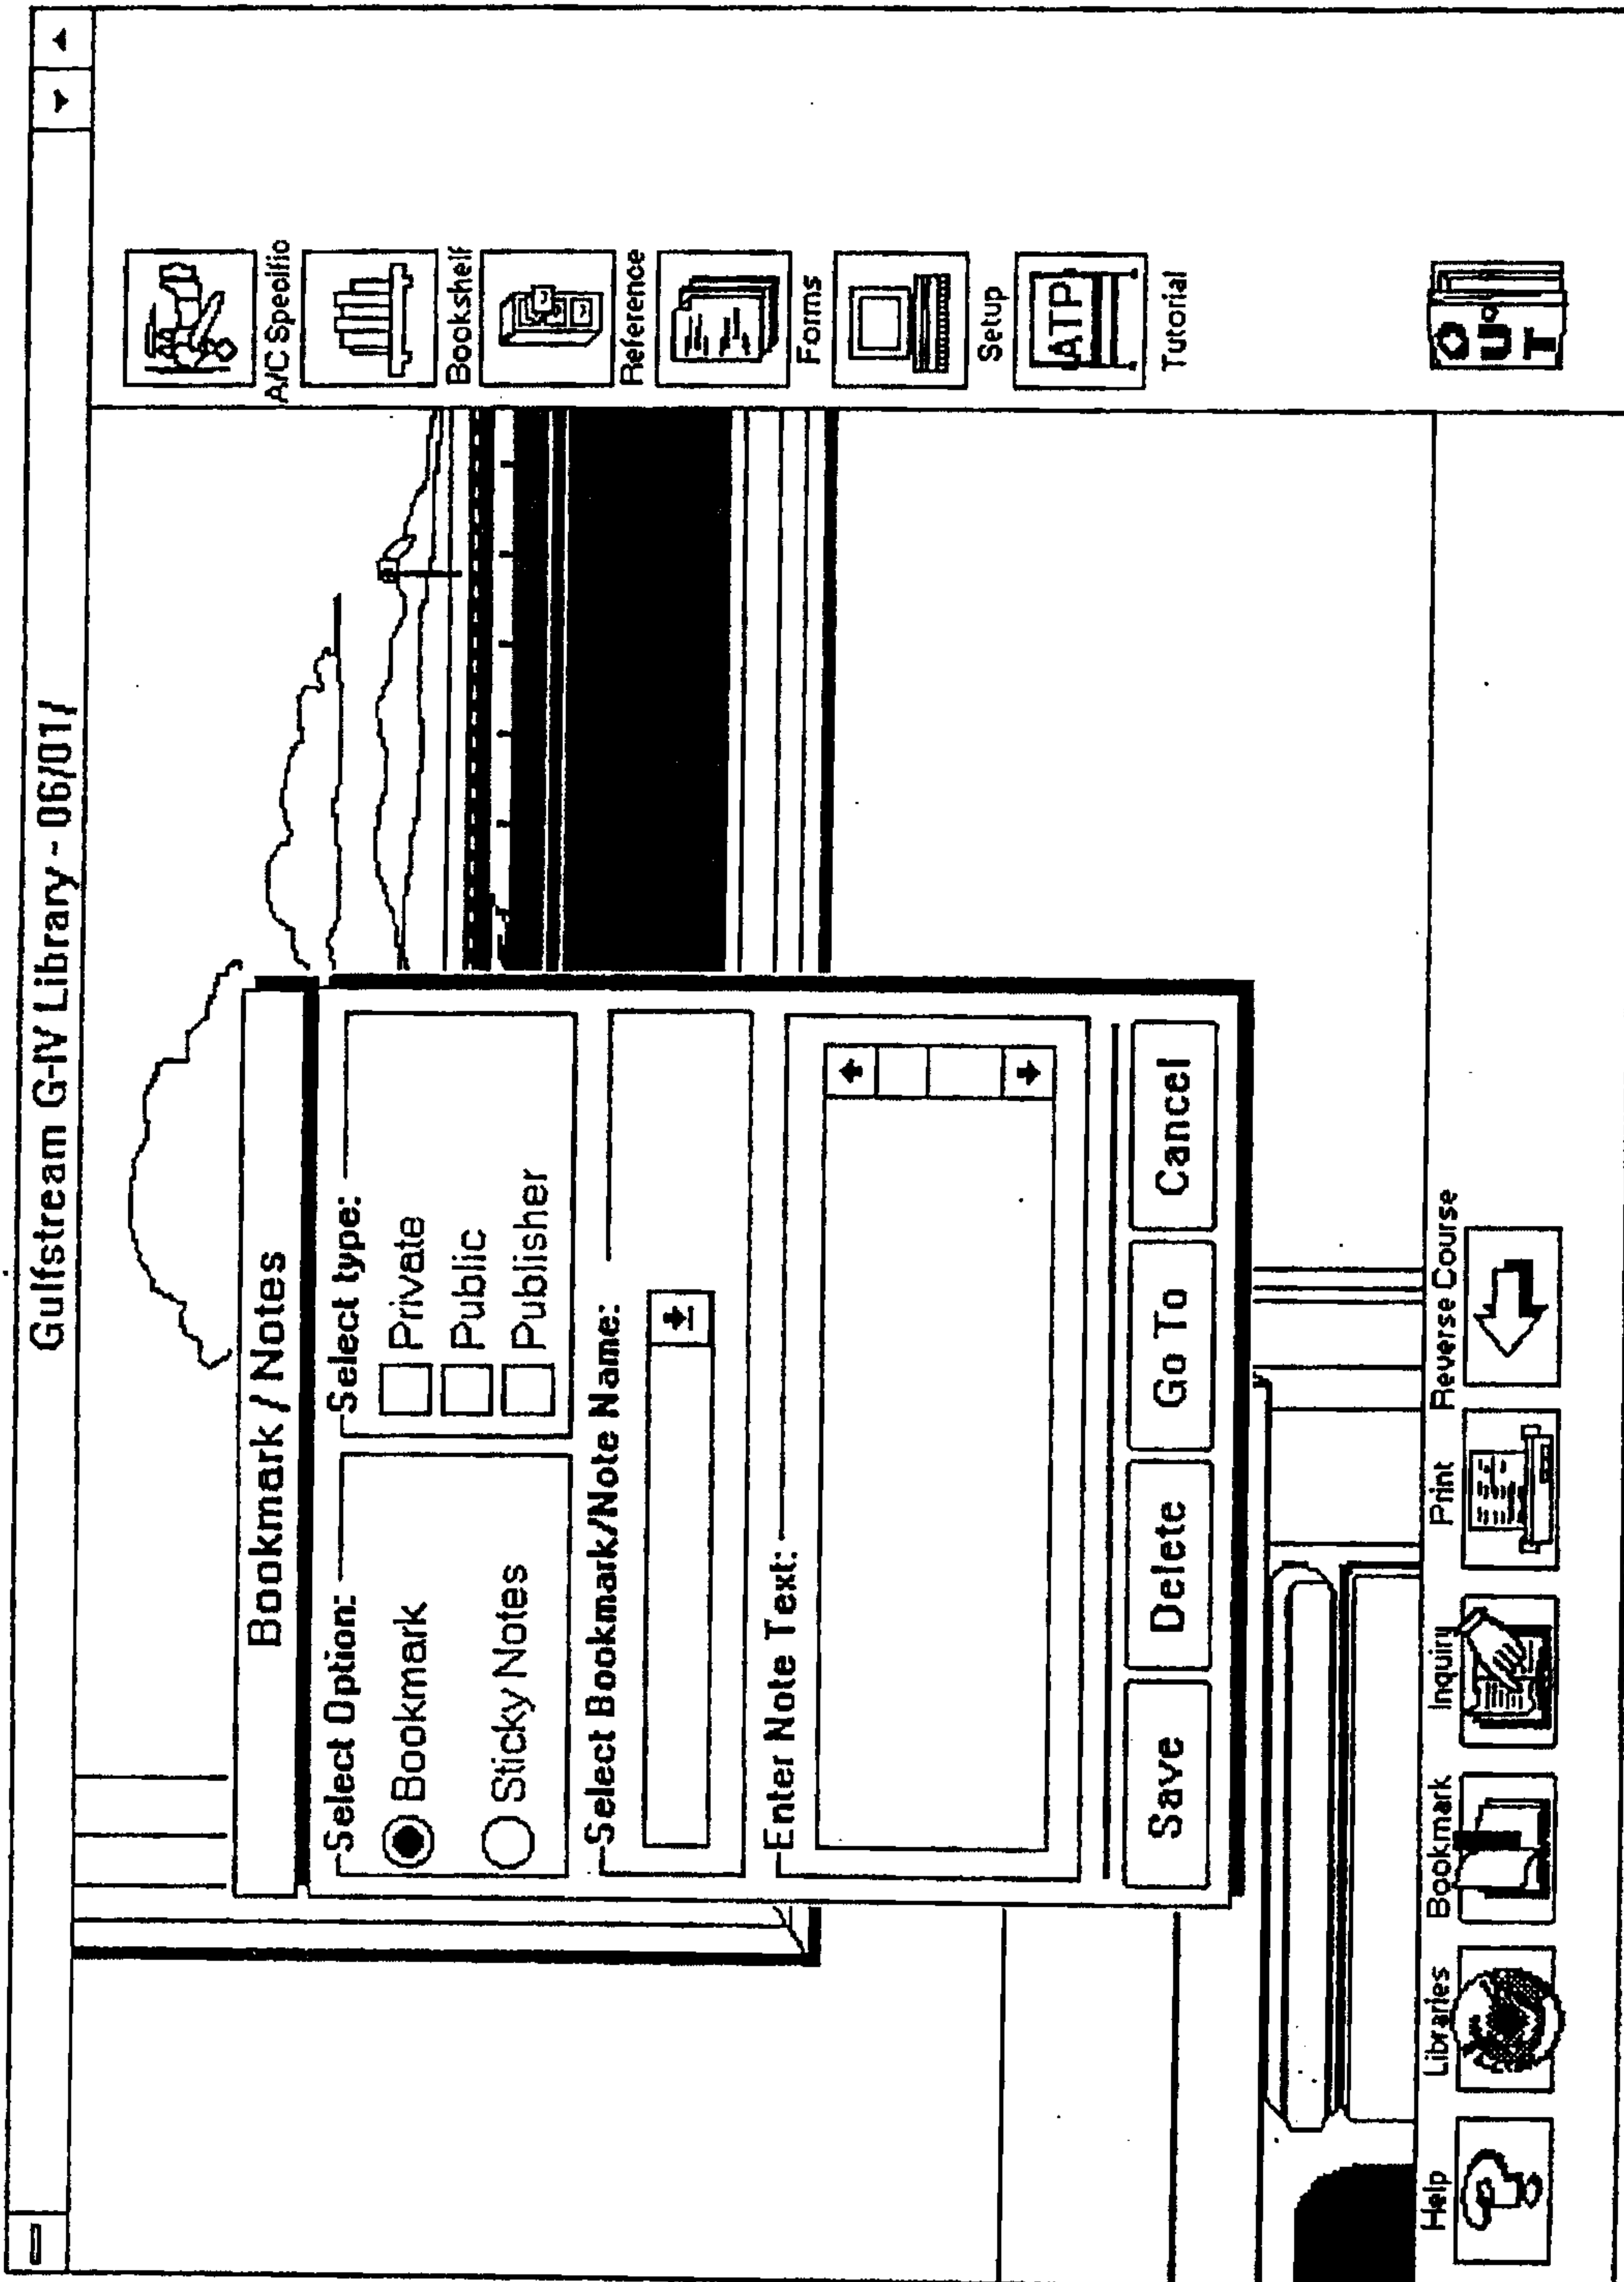 Gulfstream G-IV Library - 06/01/
Bookmark / Notes
Select Option:
Bookmark
Sticky Notes
Select type:
Private
Public
Publisher
Select Bookmark/Note Name:
Enter Note Text:
Save Delete Go To Cancel
A/C Specific
Bookshelf
Reference
Forms
Setup
ATP
Tutorial
OUT
Help Libraries Bookmark Inquiry Print Reverse Course